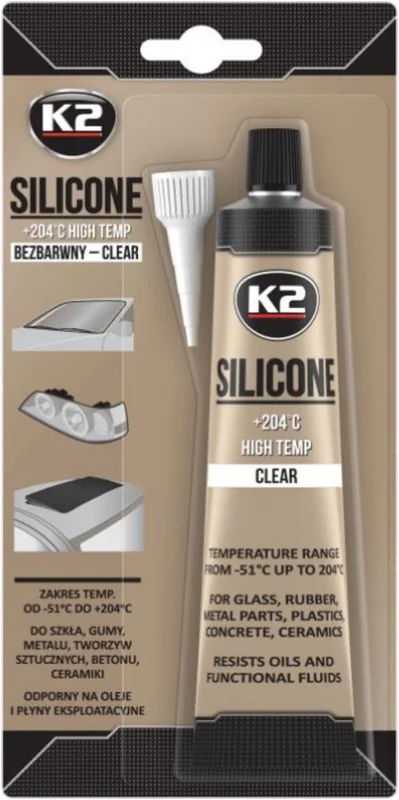 K2
SILICONE
+204°C HIGH TEMP
BEZBARWNY – CLEAR
ZAKRES TEMP.
OD -51°C DO +204°C
DO SZKŁA, GUMY,
METALU, TWORZYW
SZTUCZNYCH, BETONU,
CERAMIKI
ODPORNY NA OLEJE
I PŁYNY EKSPLOATACYJNE
K2
SILICONE
+204°C
HIGH TEMP
CLEAR
TEMPERATURE RANGE
FROM -51°C UP TO 204°C
FOR GLASS, RUBBER,
METAL PARTS, PLASTICS,
CONCRETE, CERAMICS
RESISTS OILS AND
FUNCTIONAL FLUIDS